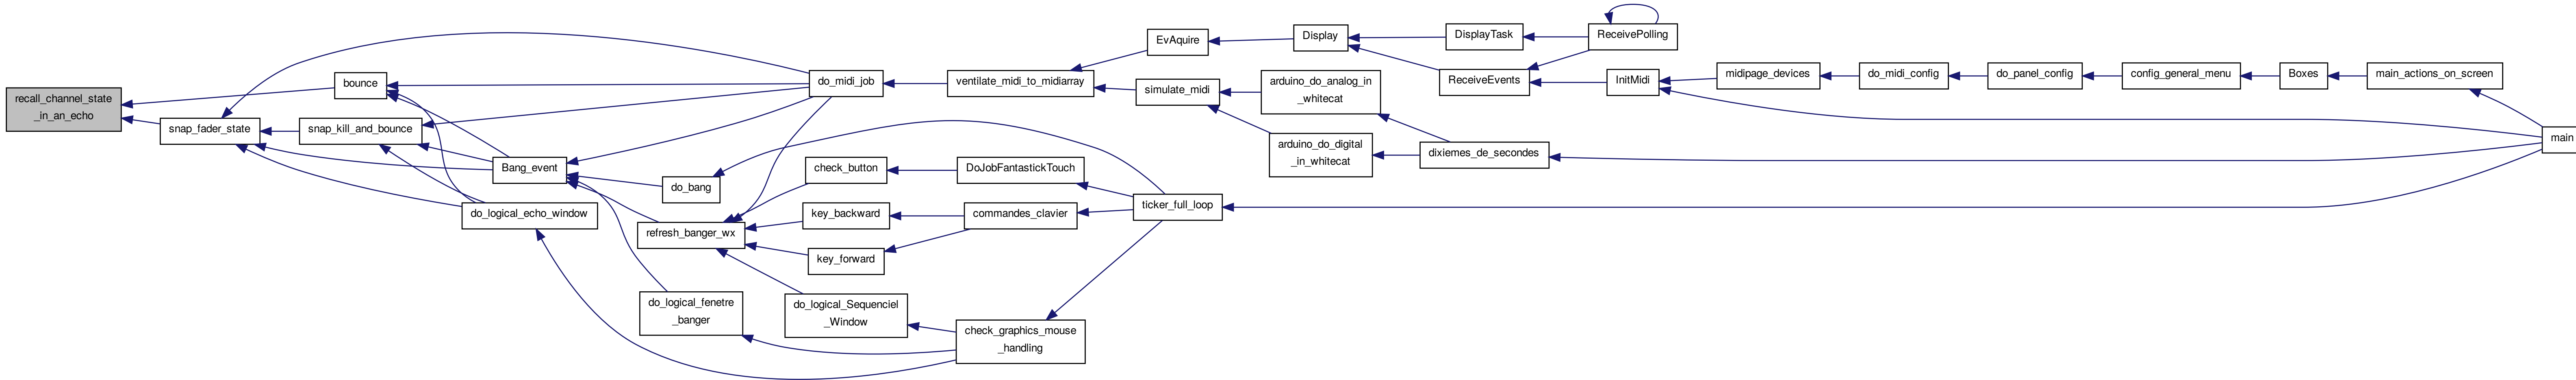 recall_channel_state
_in_an_echo
bounce
snap_fader_state
snap_kill_and_bounce
Bang_event
do_logical_echo_window
do_midi_job
do_bang
refresh_banger_wx
do_logical_fenetre
_banger
check_button
key_backward
key_forward
do_logical_Sequenciel
_Window
ventilate_midi_to_midiarray
DoJobFantastickTouch
commandes_clavier
check_graphics_mouse
_handling
EvAquire
simulate_midi
ticker_full_loop
Display
arduino_do_analog_in
_whitecat
arduino_do_digital
_in_whitecat
DisplayTask
ReceiveEvents
dixiemes_de_secondes
ReceivePolling
InitMidi
midipage_devices
do_midi_config
do_panel_config
config_general_menu
Boxes
main_actions_on_screen
main